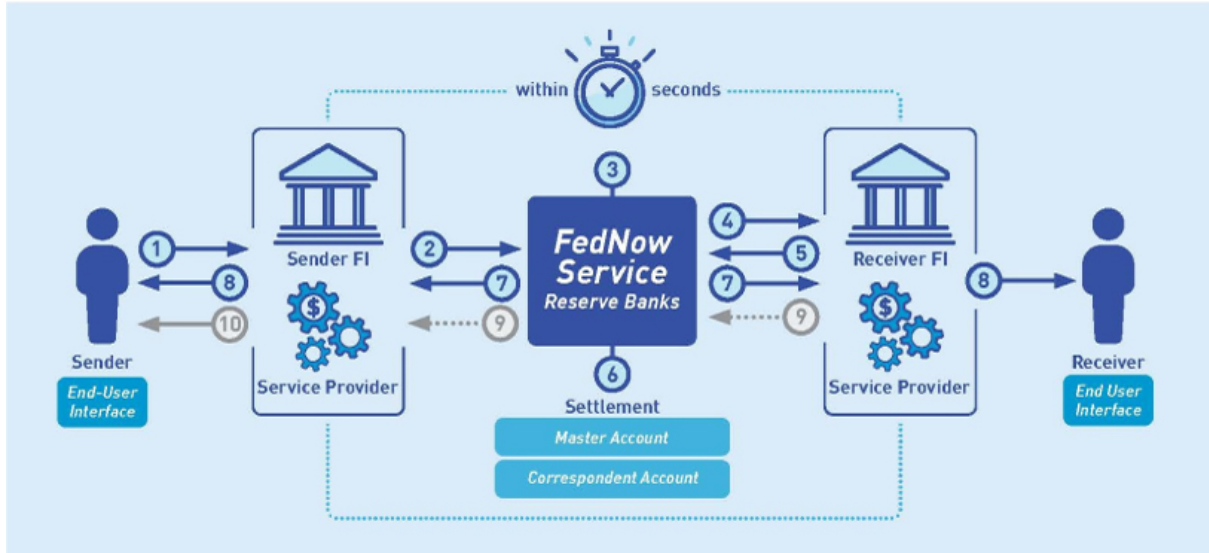 within seconds
3
FedNow
Service
Reserve Banks
1
8
10
Sender
End-User
Interface
Sender FI
$
Service Provider
2
7
9
6
Settlement
Master Account
Correspondent Account
4
5
7
9
Receiver FI
$
Service Provider
8
Receiver
End User
Interface